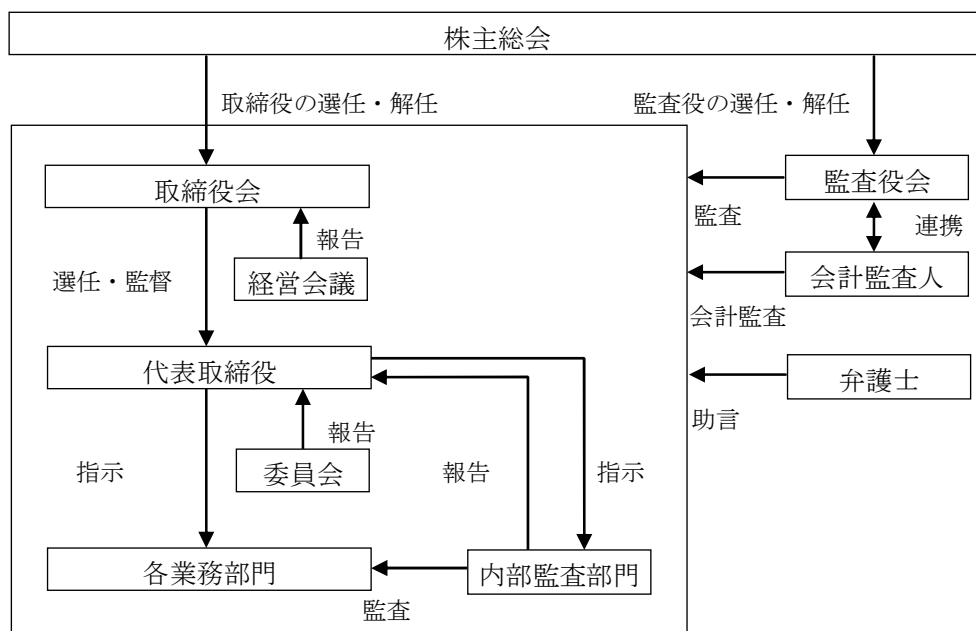 株主総会
取締役の選任・解任
監査役の選任・解任
取締役会
監査役会
監査
報告
連携
選任・監督
経営会議
会計監査人
会計監査
代表取締役
弁護士
助言
報告
指示
委員会
報告
指示
各業務部門
内部監査部門
監査